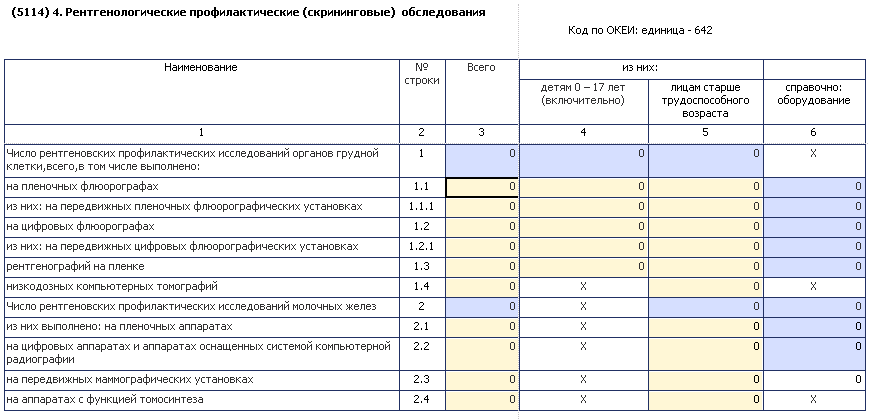 (5114) 4. Рентгенологические профилактические (скрининговые) обследования
Код по ОКЕИ: единица - 642
Наименование № строки Всего из них:
детям 0 – 17 лет (включительно) лицам старше трудоспособного возраста справочно: оборудование
1 2 3 4 5 6
Число рентгеновских профилактических исследований органов грудной
клетки,всего,в том числе выполнено: 1 0 0 0 X
на пленочных флюорографах 1.1 0 0 0 0
из них: на передвижных пленочных флюорографических установках 1.1.1 0 0 0 0
на цифровых флюорографах 1.2 0 0 0 0
из них: на передвижных цифровых флюорографических установках 1.2.1 0 0 0 0
рентгенографий на пленке 1.3 0 0 0 0
низкодозных компьютерных томографий 1.4 0 X 0 X
Число рентгеновских профилактических исследований молочных желез 2 0 X 0 0
из них выполнено: на пленочных аппаратах 2.1 0 X 0 0
на цифровых аппаратах и аппаратах оснащенных системой компьютерной
радиографии 2.2 0 X 0 0
на передвижных маммографических установках 2.3 0 X 0 0
на аппаратах с функцией томосинтеза 2.4 0 X 0 X